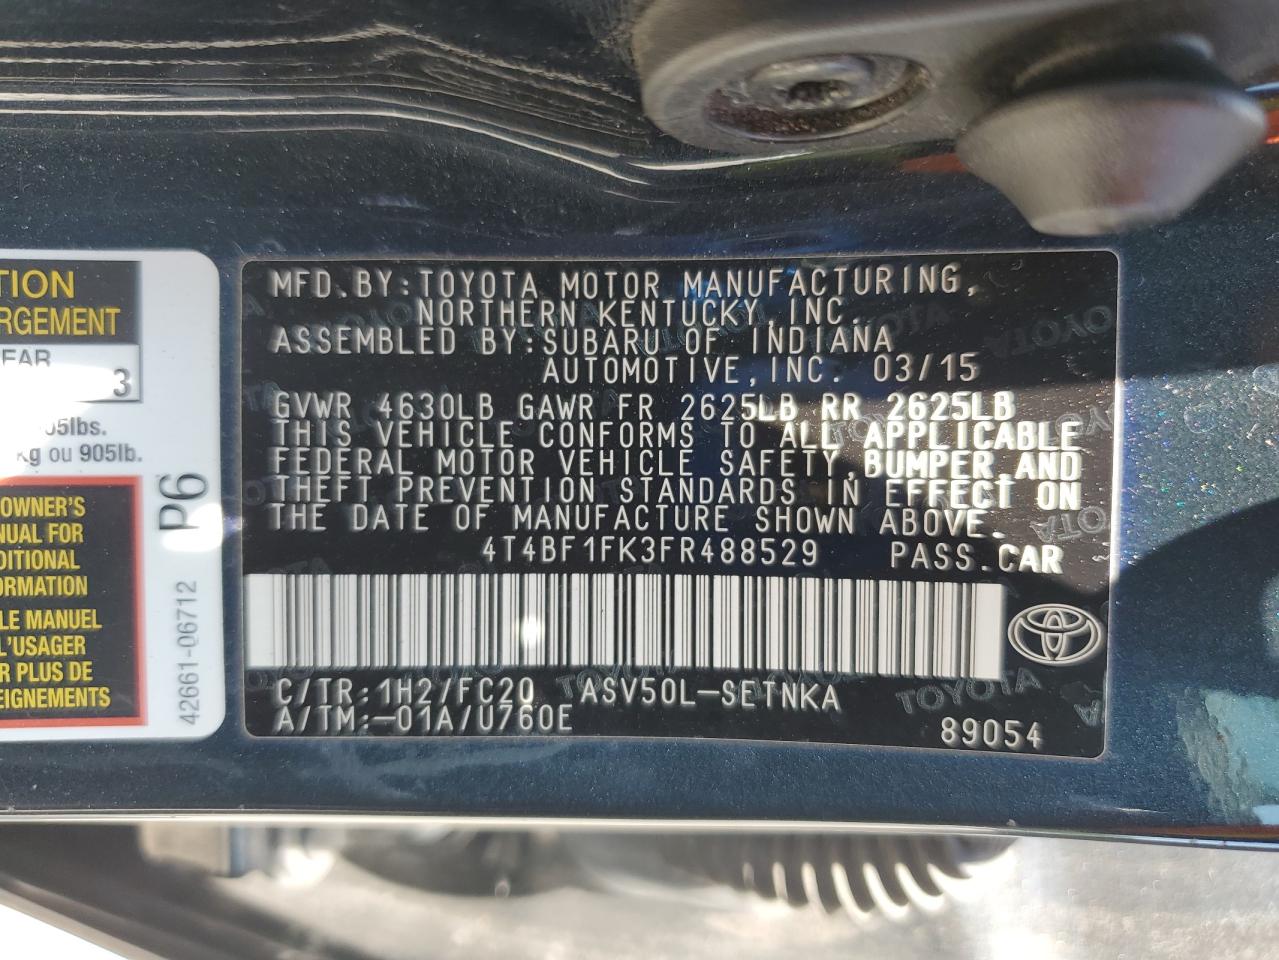 TION
RGEMENT
EAR
3
05lbs.
kg ou 905lb.
OWNER'S
ANUAL FOR
DITIONAL
ORMATION
LE MANUEL
L'USAGER
R PLUS DE
EIGNEMENTS
P6
42661-06712
MFD.BY:TOYOTA MOTOR MANUFACTURING,
NORTHERN KENTUCKY,INC.
ASSEMBLED BY:SUBARU OF INDIANA
AUTOMOTIVE,INC. 03/15
GVWR 4630LB GAWR FR 2625LB RR 2625LB
THIS VEHICLE CONFORMS TO ALL APPLICABLE
FEDERAL MOTOR VEHICLE SAFETY,BUMPER AND
THEFT PREVENTION STANDARDS IN EFFECT ON
THE DATE OF MANUFACTURE SHOWN ABOVE.
4T4BF1FK3FR488529 PASS.CAR
C/TR:1H2/FC20 ASV50L-SETNKA
A/TM:-01A/U760E
89054